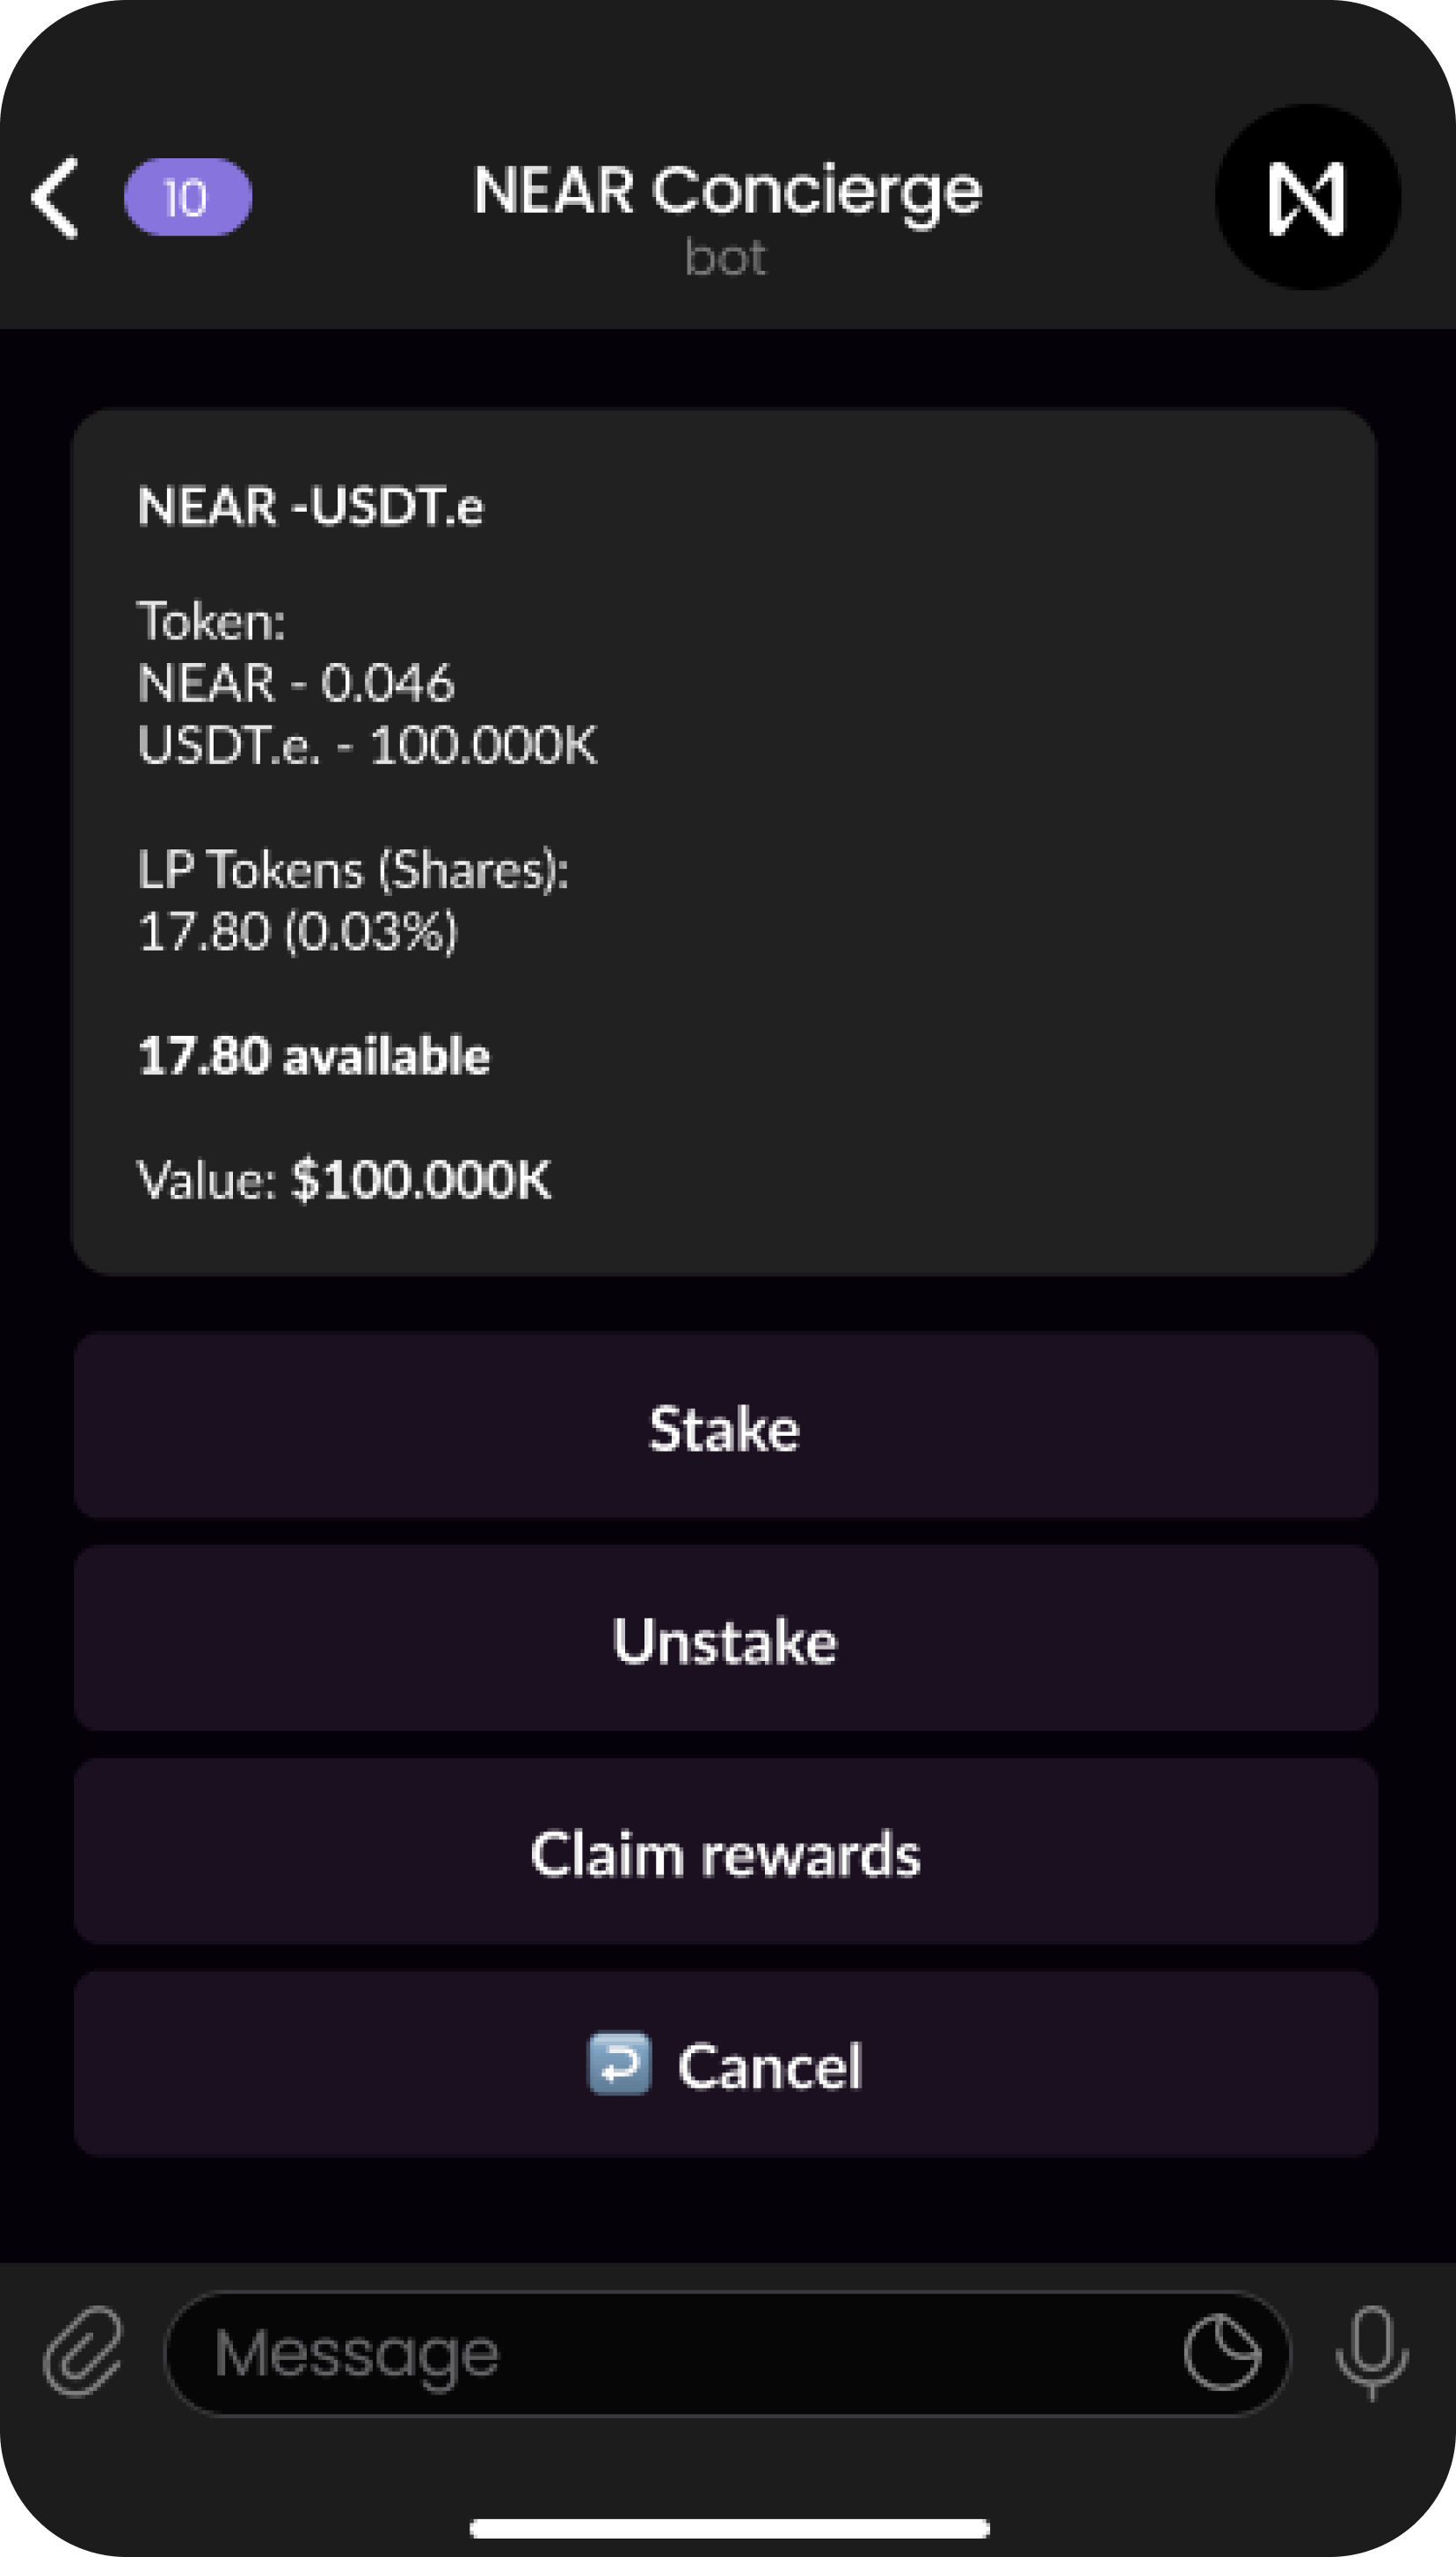 10
NEAR Concierge
bot
NEAR -USDT.e
Token:
NEAR - 0.046
USDT.e. - 100.000K
LP Tokens (Shares):
17.80 (0.03%)
17.80 available
Value: $100.000K
Stake
Unstake
Claim rewards
Cancel
Message